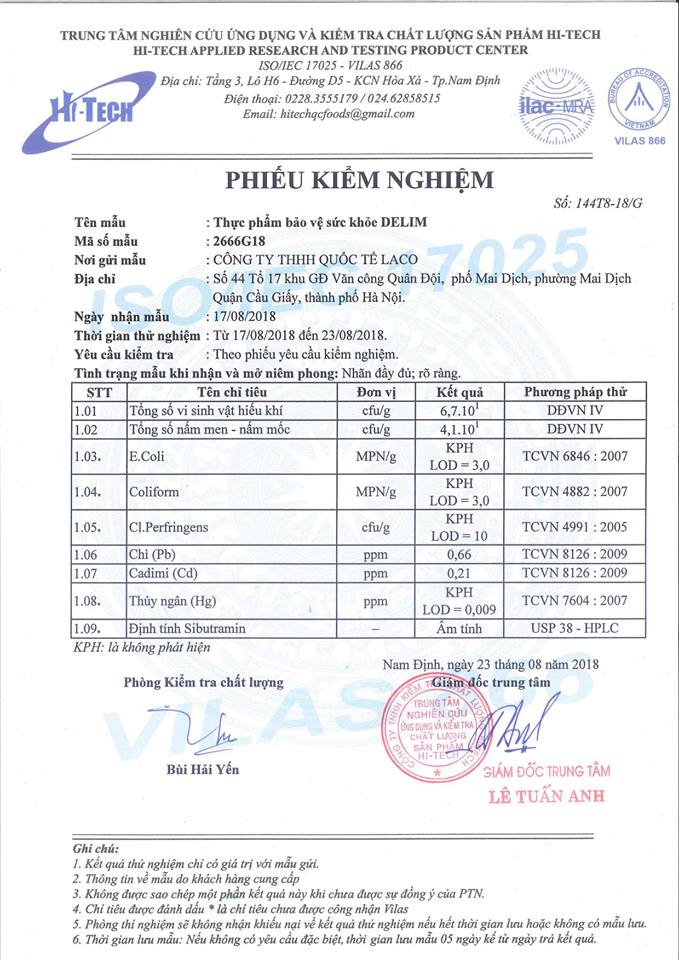 TRUNG TÂM NGHIÊN CỨU ỨNG DỤNG VÀ KIỂM TRA CHẤT LƯỢNG SẢN PHẨM HI-TECH
HI-TECH APPLIED RESEARCH AND TESTING PRODUCT CENTER
ISO/IEC 17025 - VILAS 866
Địa chỉ: Tầng 3, Lô H6 - Đường D5 - KCN Hòa Xá - Tp.Nam Định
Điện thoại: 0228.3555179 / 024.62858515
Email: hitechqcfoods@gmail.com
HI-TECH
ilac-MRA
BUREAU OF ACCREDITATION
VIETNAM
VILAS 866
PHIẾU KIỂM NGHIỆM
Số: 144T8-18/G
Tên mẫu : Thực phẩm bảo vệ sức khỏe DELIM
Mã số mẫu : 2666G18
Nơi gửi mẫu : CÔNG TY THHH QUỐC TẾ LACO
Địa chỉ : Số 44 Tổ 17 khu GĐ Văn công Quân Đội, phố Mai Dịch, phường Mai Dịch
Quận Cầu Giấy, thành phố Hà Nội.
Ngày nhận mẫu : 17/08/2018
Thời gian thử nghiệm : Từ 17/08/2018 đến 23/08/2018.
Yêu cầu kiểm tra : Theo phiếu yêu cầu kiểm nghiệm.
Tình trạng mẫu khi nhận và mở niêm phong: Nhãn đầy đủ; rõ ràng.
ISO/IEC 17025
STT Tên chỉ tiêu Đơn vị Kết quả Phương pháp thử
1.01 Tổng số vi sinh vật hiếu khí cfu/g 6,7.10¹ DĐVN IV
1.02 Tổng số nấm men - nấm mốc cfu/g 4,1.10¹ DĐVN IV
1.03. E.Coli MPN/g KPH LOD = 3,0 TCVN 6846 : 2007
1.04. Coliform MPN/g KPH LOD = 3,0 TCVN 4882 : 2007
1.05. Cl.Perfringens cfu/g KPH LOD = 10 TCVN 4991 : 2005
1.06 Chì (Pb) ppm 0,66 TCVN 8126 : 2009
1.07 Cadimi (Cd) ppm 0,21 TCVN 8126 : 2009
1.08. Thủy ngân (Hg) ppm KPH LOD = 0,009 TCVN 7604 : 2007
1.09. Định tính Sibutramin – Âm tính USP 38 - HPLC
KPH: là không phát hiện
Nam Định, ngày 23 tháng 08 năm 2018
Phòng Kiểm tra chất lượng Giám đốc trung tâm
VILAS 866
CÔNG TY TNHH KIỂM TRA CHẤT LƯỢNG
TRUNG TÂM
NGHIÊN CỨU
ỨNG DỤNG VÀ KIỂM TRA
CHẤT LƯỢNG
SẢN PHẨM
HI-TECH
Bùi Hải Yến
GIÁM ĐỐC TRUNG TÂM
LÊ TUẤN ANH
Ghi chú:
1. Kết quả thử nghiệm chỉ có giá trị với mẫu gửi.
2. Thông tin về mẫu do khách hàng cung cấp
3. Không được sao chép một phần kết quả này khi chưa được sự đồng ý của PTN.
4. Chỉ tiêu được đánh dấu * là chỉ tiêu chưa được công nhận Vilas
5. Phòng thí nghiệm sẽ không nhận khiếu nại về kết quả thử nghiệm nếu hết thời gian lưu hoặc không có mẫu lưu.
6. Thời gian lưu mẫu: Nếu không có yêu cầu đặc biệt, thời gian lưu mẫu 05 ngày kể từ ngày trả kết quả.